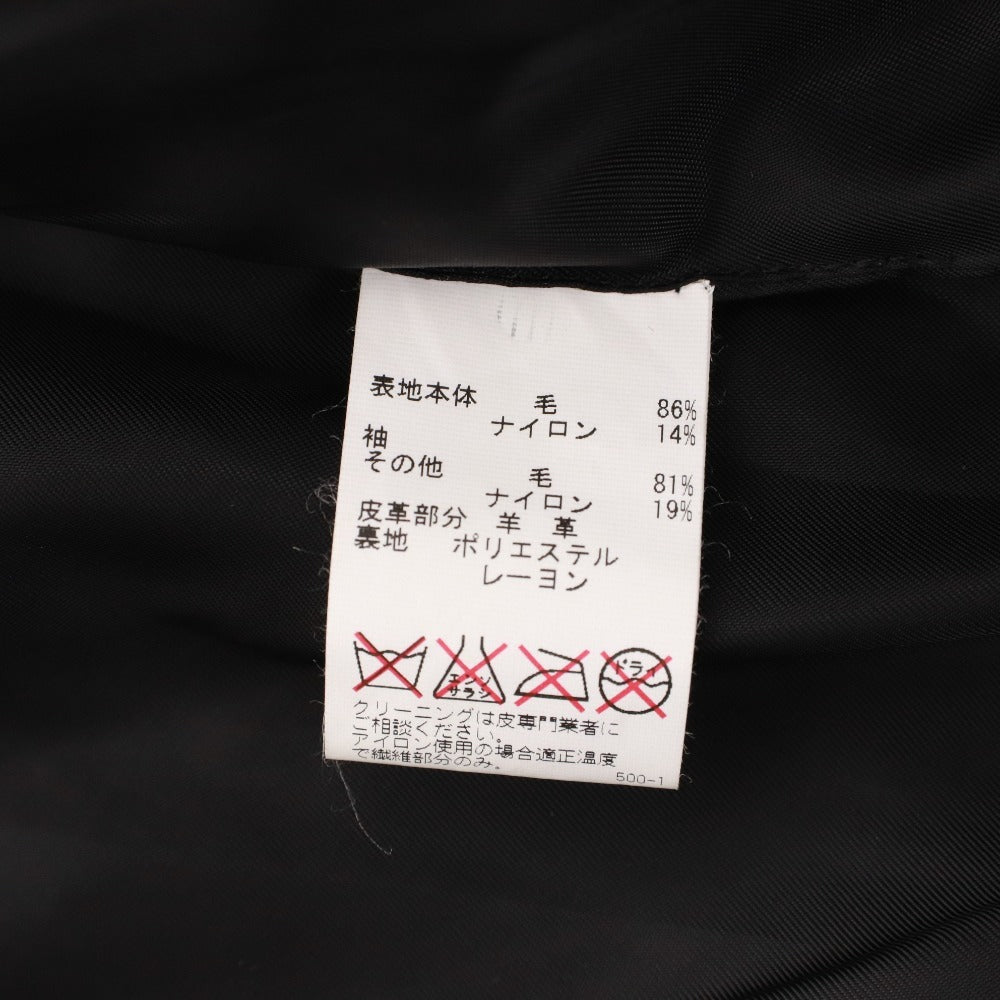 表地本体 毛 86%
ナイロン 14%
袖
その他 毛 81%
ナイロン 19%
皮革部分 羊 革
裏地 ポリエステル
レーヨン
エンソ
サラシ
ドライ
クリーニングは皮専門業者に
ご相談ください。
アイロン使用の場合適正温度
で繊維部分のみ。
500-1